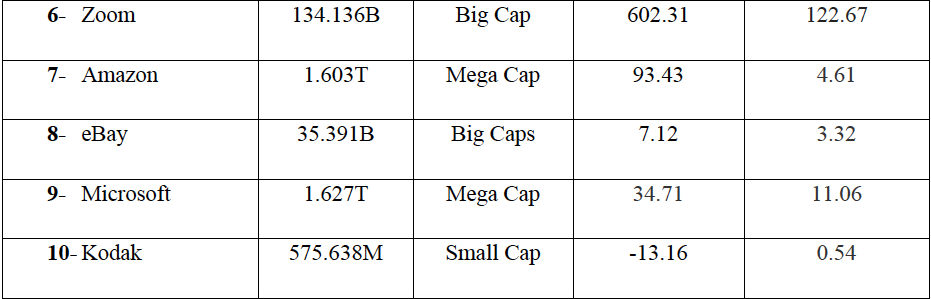 6- Zoom 134.136B Big Cap 602.31 122.67
7- Amazon 1.603T Mega Cap 93.43 4.61
8- eBay 35.391B Big Caps 7.12 3.32
9- Microsoft 1.627T Mega Cap 34.71 11.06
10- Kodak 575.638M Small Cap -13.16 0.54